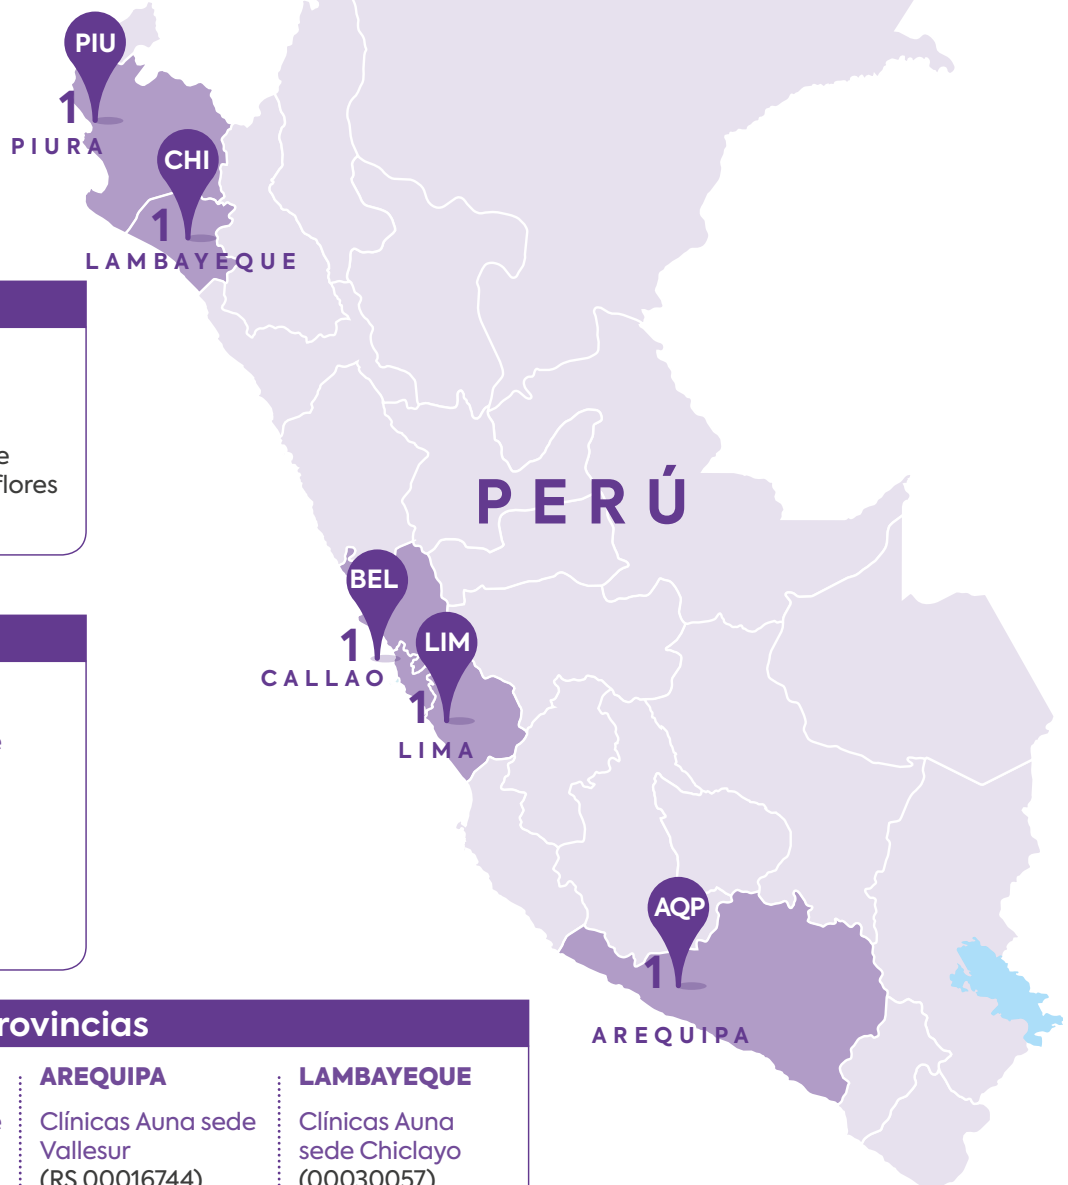 PIU
1
PIURA
CHI
1
LAMBAYEQUE
flores
PERÚ
BEL
1
CALLAO
LIM
1
LIMA
AQP
1
AREQUIPA
rovincias
AREQUIPA
Clínicas Auna sede
Vallesur
(RS 00016744)
LAMBAYEQUE
Clínicas Auna
sede Chiclayo
(00030057)